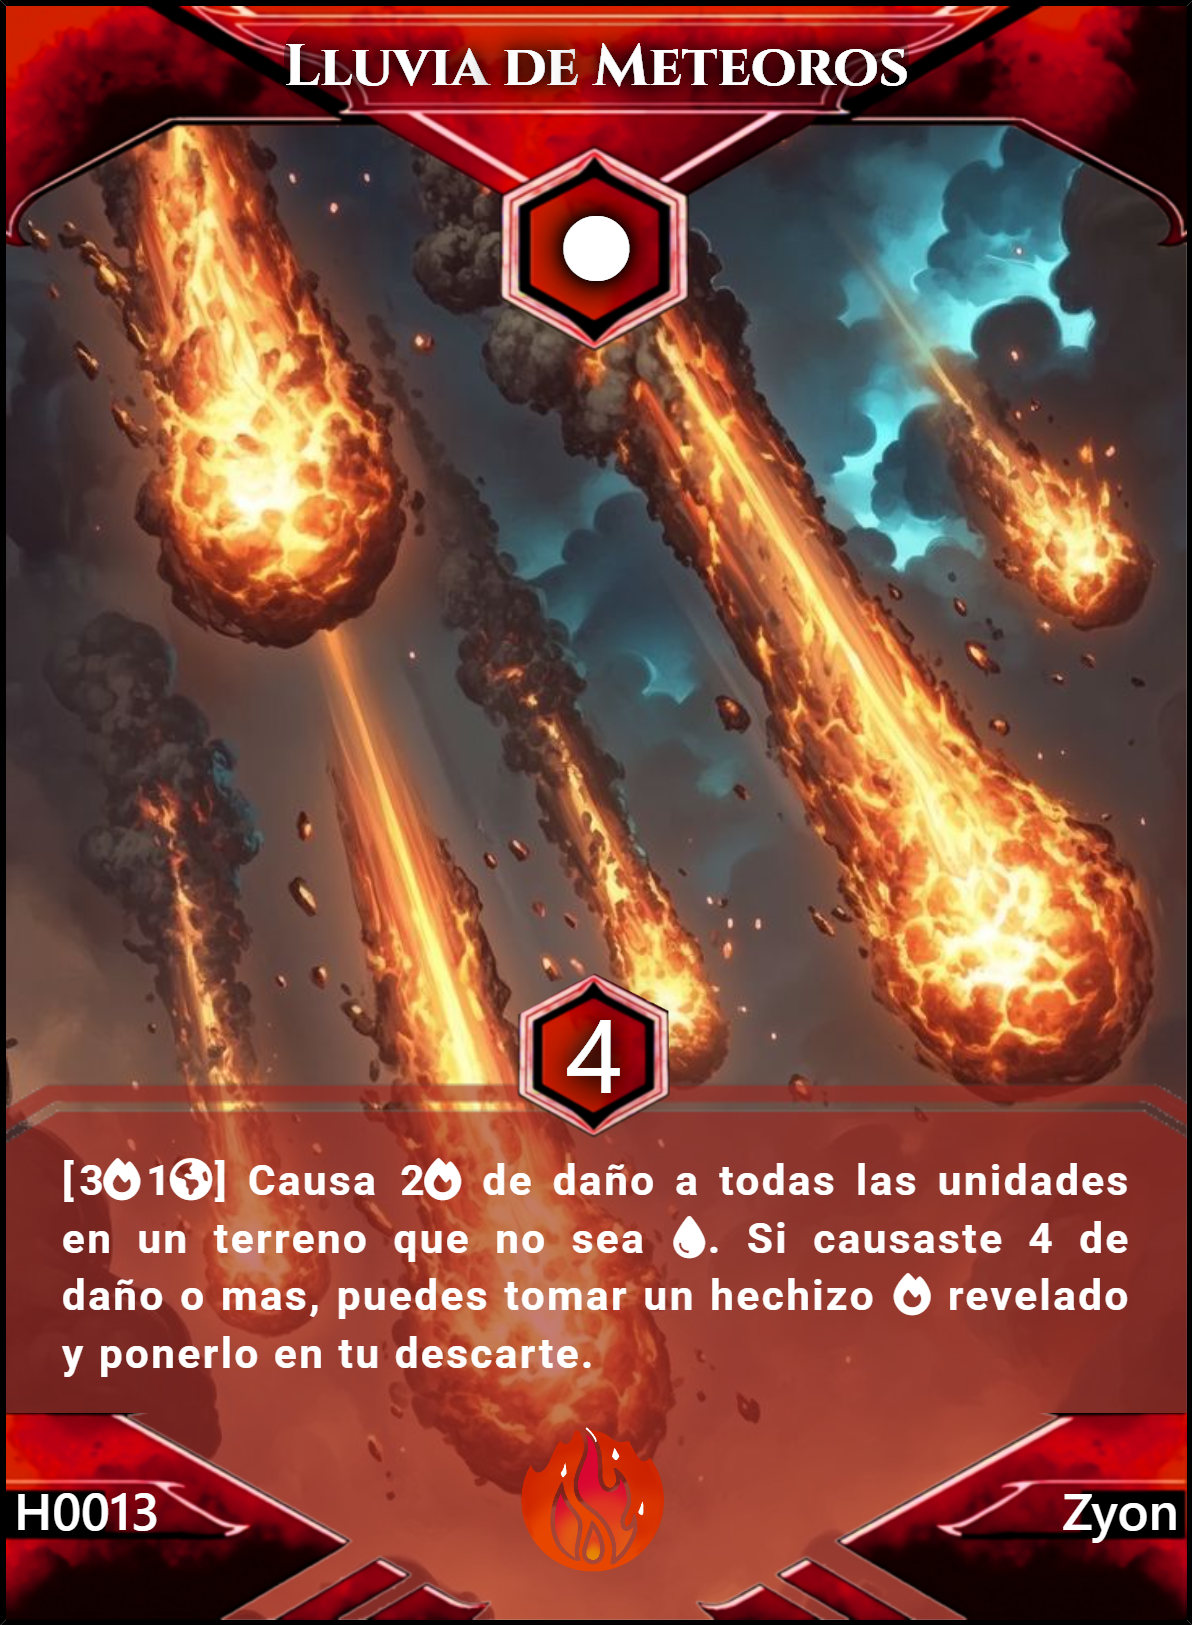 Lluvia de Meteoros
4
[3🔥1🌎] Causa 2🔥 de daño a todas las unidades
en un terreno que no sea 💧. Si causaste 4 de
daño o mas, puedes tomar un hechizo 🔥 revelado
y ponerlo en tu descarte.
H0013
Zyon